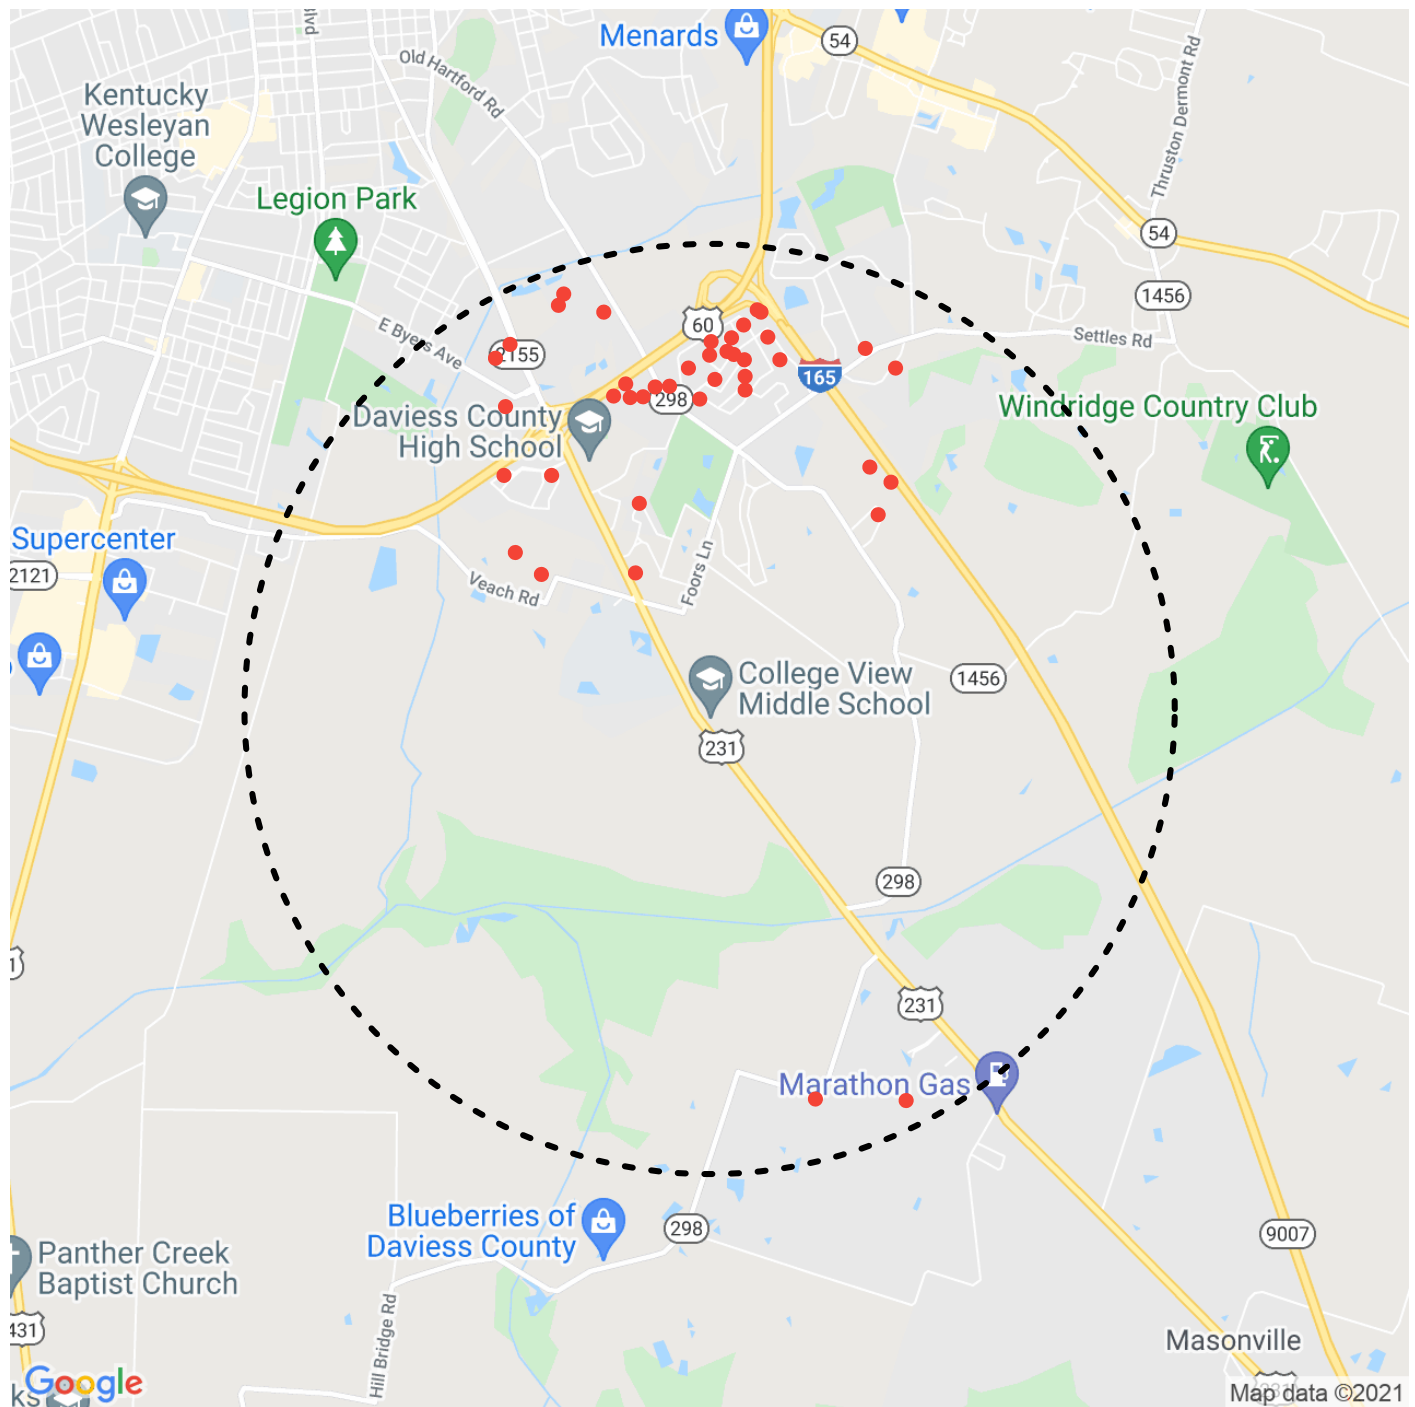 Blvd
Menards
54
Old Hartford Rd
Thruston Dermont Rd
Kentucky
Wesleyan
College
Legion Park
54
1456
E Byers Ave
60
2155
Settles Rd
165
298
Windridge Country Club
Daviess County
High School
Supercenter
2121
Veach Rd
Foors Ln
College View
Middle School
1456
231
298
231
Marathon Gas
Blueberries of
Daviess County
298
9007
Panther Creek
Baptist Church
431
Hill Bridge Rd
Masonville
Google
Map data ©2021